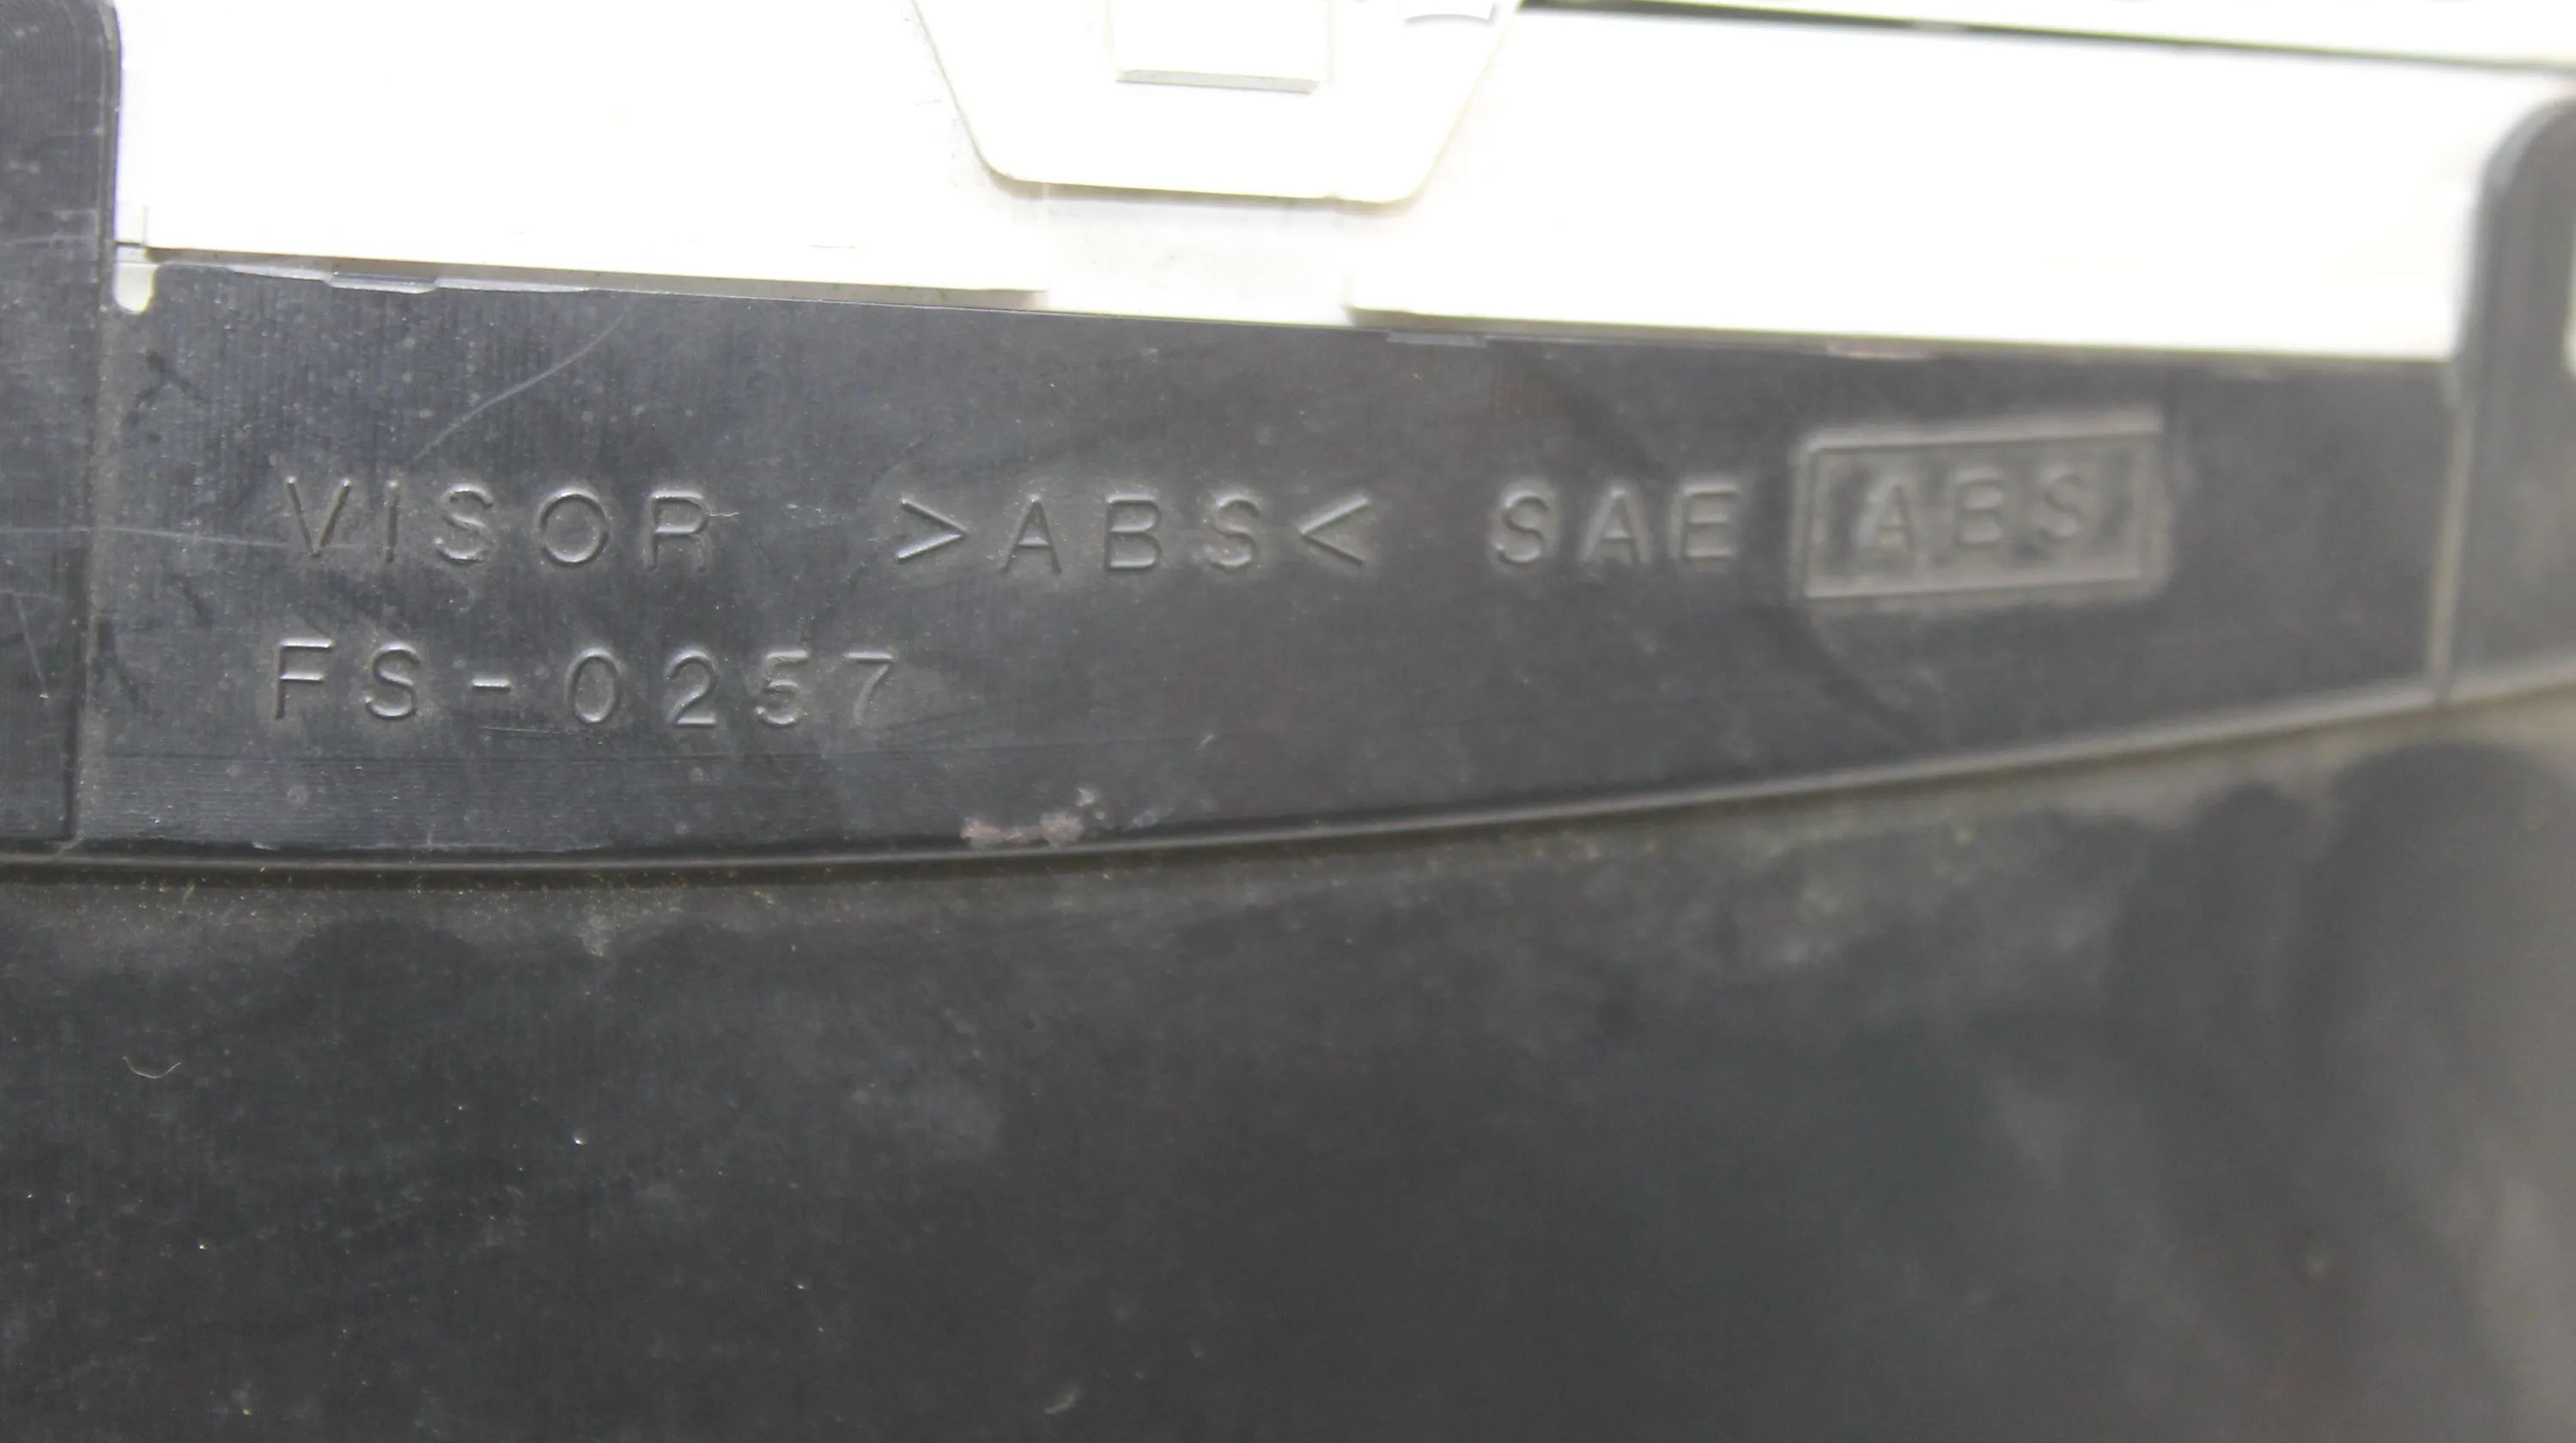 VISOR >ABS< SAE ABS
FS-0257